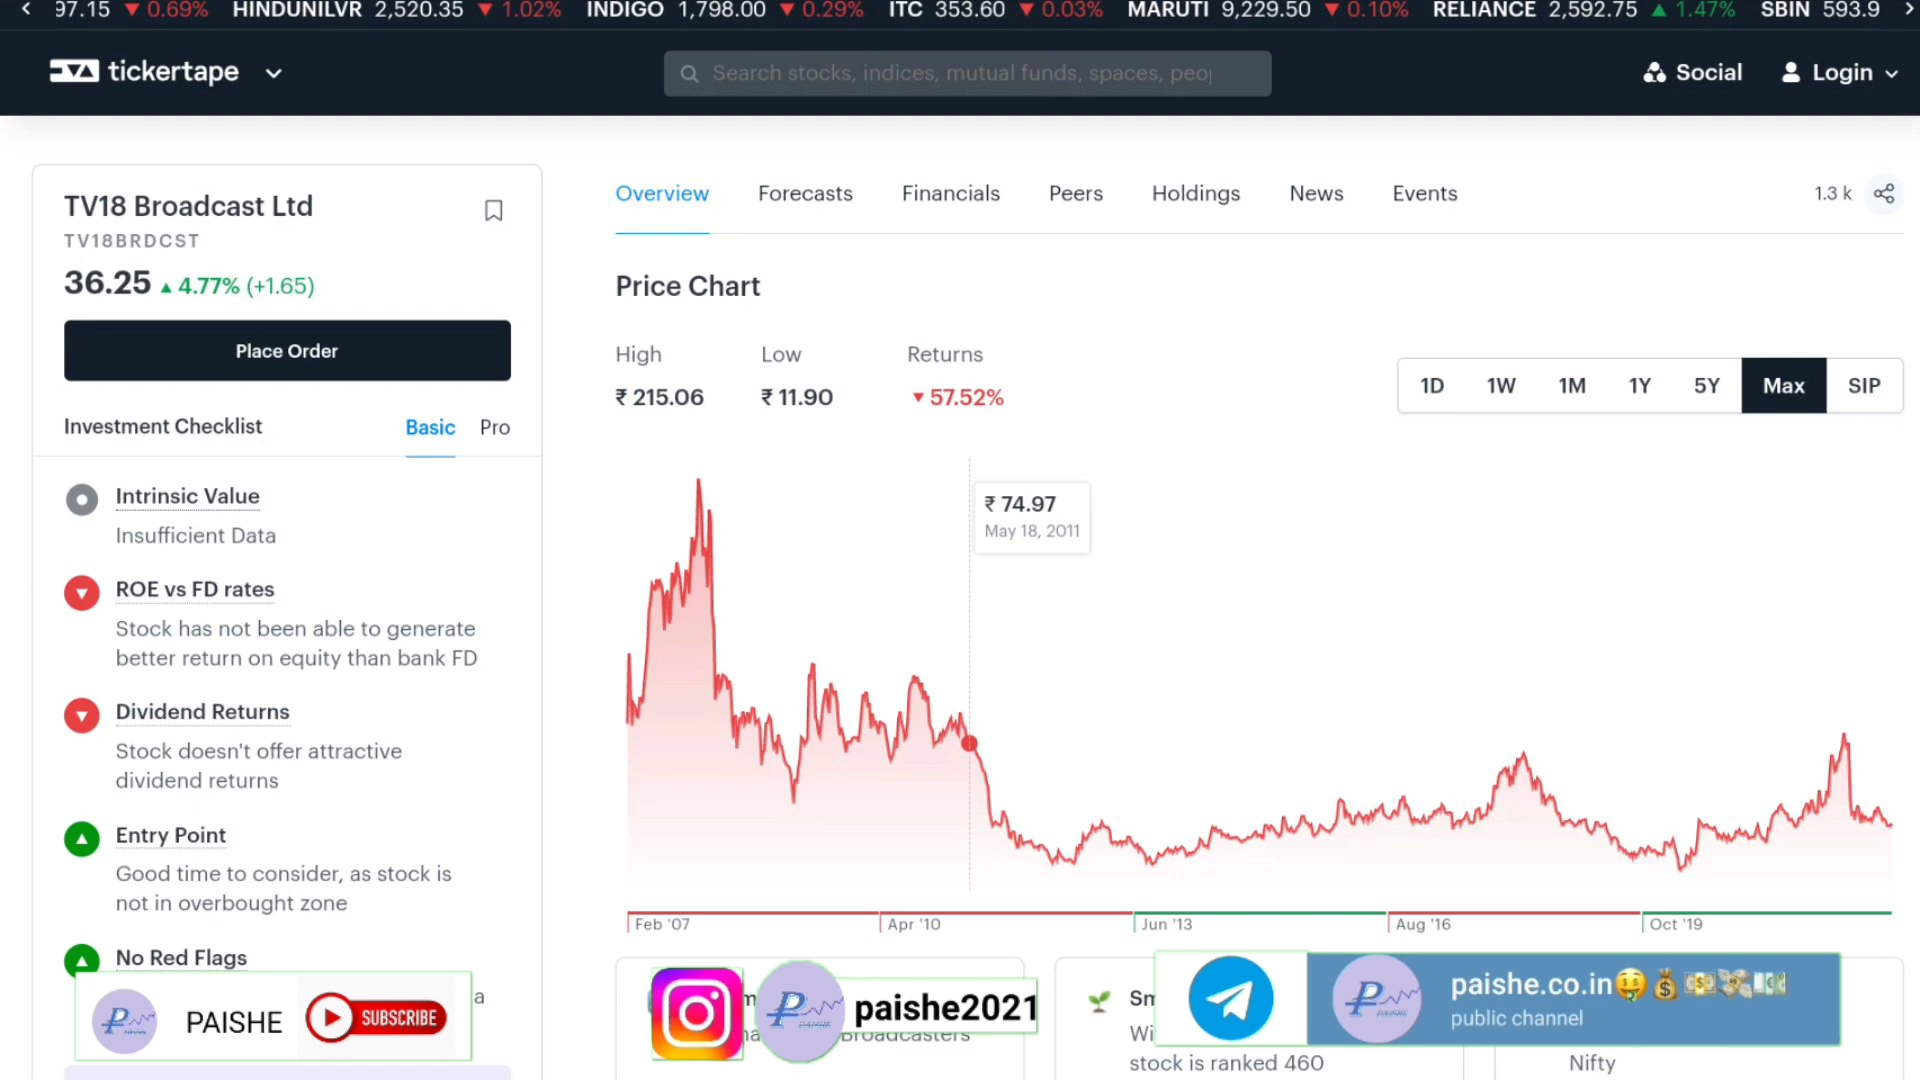 97.15 ▼ 0.69% HINDUNILVR 2,520.35 ▼ 1.02% INDIGO 1,798.00 ▼ 0.29% ITC 353.60 ▼ 0.03% MARUTI 9,229.50 ▼ 0.10% RELIANCE 2,592.75 ▲ 1.47% SBIN 593.9
tickertape
Search stocks, indices, mutual funds, spaces, peo
Social
Login
TV18 Broadcast Ltd
TV18BRDCST
36.25 ▲ 4.77% (+1.65)
Place Order
Investment Checklist
Basic Pro
Intrinsic Value
Insufficient Data
ROE vs FD rates
Stock has not been able to generate
better return on equity than bank FD
Dividend Returns
Stock doesn't offer attractive
dividend returns
Entry Point
Good time to consider, as stock is
not in overbought zone
No Red Flags
a
PAISHE
SUBSCRIBE
Overview Forecasts Financials Peers Holdings News Events
1.3 k
Price Chart
High Low Returns
₹ 215.06 ₹ 11.90 ▼ 57.52%
1D 1W 1M 1Y 5Y Max SIP
₹ 74.97
May 18, 2011
Feb '07 Apr '10 Jun '13 Aug '16 Oct '19
paishe2021
Broadcasters
stock is ranked 460
paishe.co.in🤑💰💵💸💶
public channel
Nifty